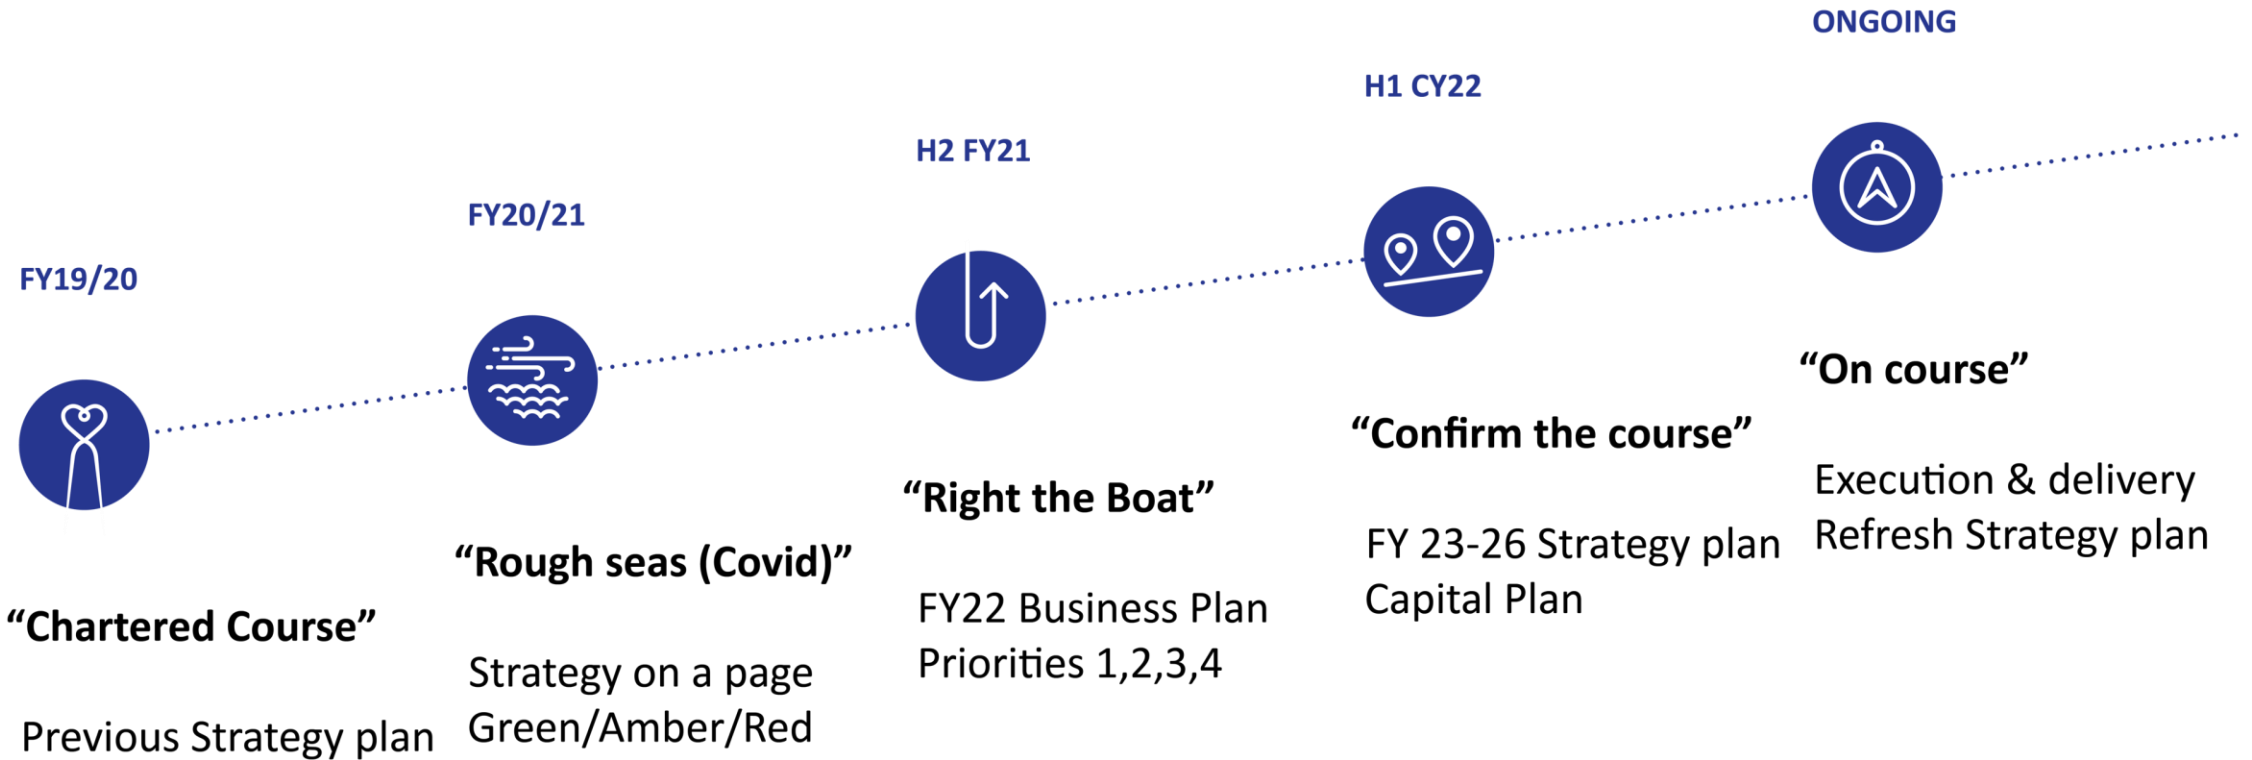 FY19/20
“Chartered Course”
Previous Strategy plan
FY20/21
“Rough seas (Covid)”
Strategy on a page
Green/Amber/Red
H2 FY21
“Right the Boat”
FY22 Business Plan
Priorities 1,2,3,4
H1 CY22
“Confirm the course”
FY 23-26 Strategy plan
Capital Plan
ONGOING
“On course”
Execution & delivery
Refresh Strategy plan